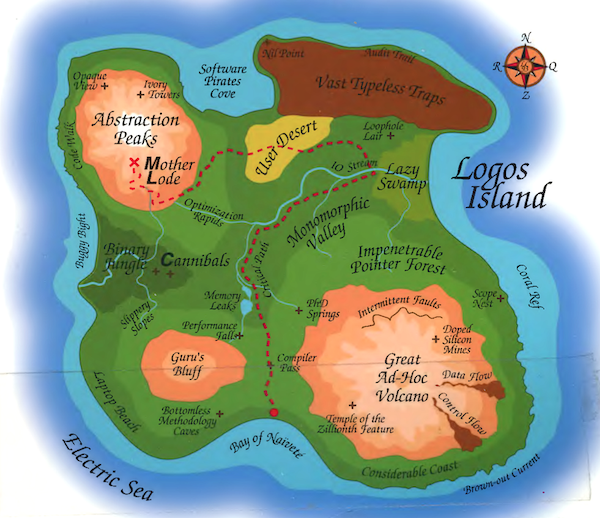 N
R
Q
Z
Nil Point
Audit Trail
Vast Typeless Traps
Software
Pirates
Cove
Opaque
View
Ivory
Towers
Abstraction
Peaks
Code Walk
Mother
Lode
User Desert
Loophole
Lair
IO Stream
Lazy
Swamp
Logos
Island
Optimization
Rapids
Monomorphic
Valley
Buggy Bight
Binary
Jungle
Cannibals
Critical Path
Impenetrable
Pointer Forest
Coral Ref
Slippery
Slopes
Memory
Leaks
PhD
Springs
Intermittent Faults
Scope
Nest
Performance
Falls
Doped
Silicon
Mines
Guru's
Bluff
Compiler
Pass
Great
Ad-Hoc
Volcano
Data Flow
Control Flow
Laptop Beach
Bottomless
Methodology
Caves
Temple of the
Zillionth Feature
Bay of Naiveté
Electric Sea
Considerable Coast
Brown-out Current